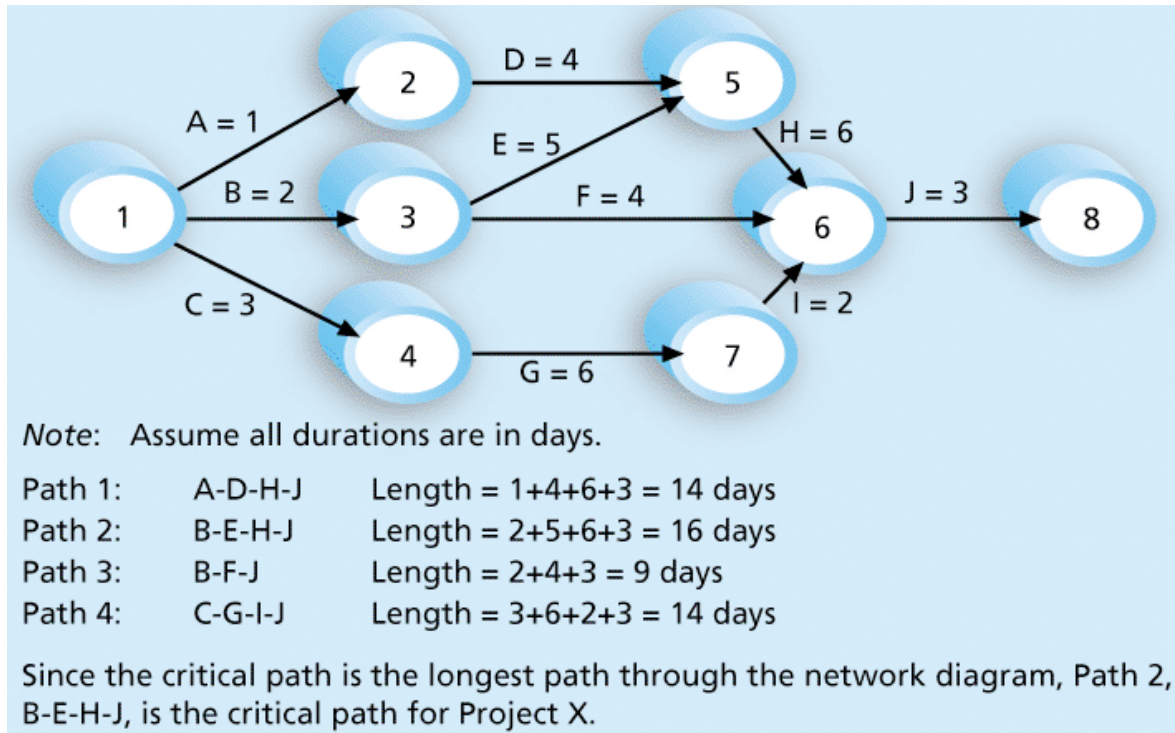 2
D = 4
5
A = 1
E = 5
H = 6
1
B = 2
3
F = 4
6
J = 3
8
C = 3
I = 2
4
G = 6
7
Note: Assume all durations are in days.
Path 1: A-D-H-J Length = 1+4+6+3 = 14 days
Path 2: B-E-H-J Length = 2+5+6+3 = 16 days
Path 3: B-F-J Length = 2+4+3 = 9 days
Path 4: C-G-I-J Length = 3+6+2+3 = 14 days
Since the critical path is the longest path through the network diagram, Path 2,
B-E-H-J, is the critical path for Project X.